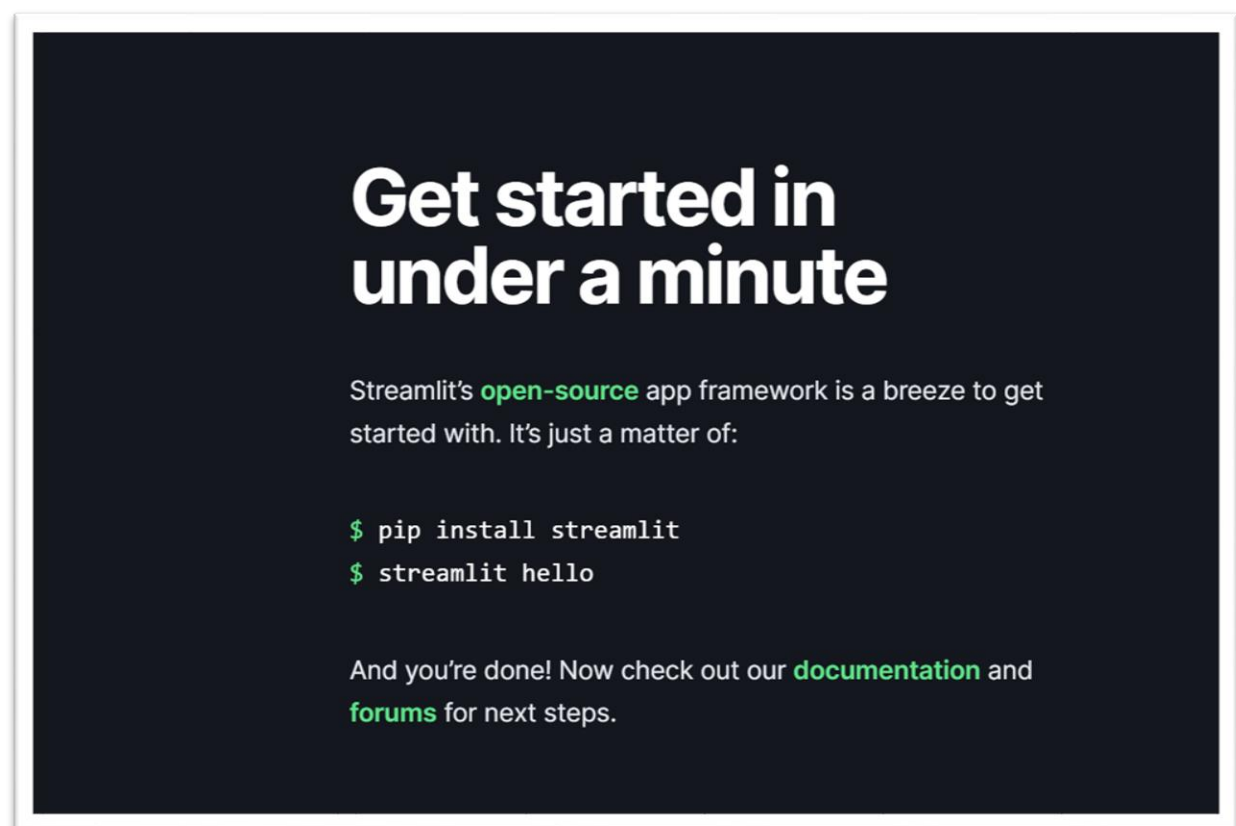 Get started in
under a minute
Streamlit’s open-source app framework is a breeze to get
started with. It’s just a matter of:
$ pip install streamlit
$ streamlit hello
And you’re done! Now check out our documentation and
forums for next steps.